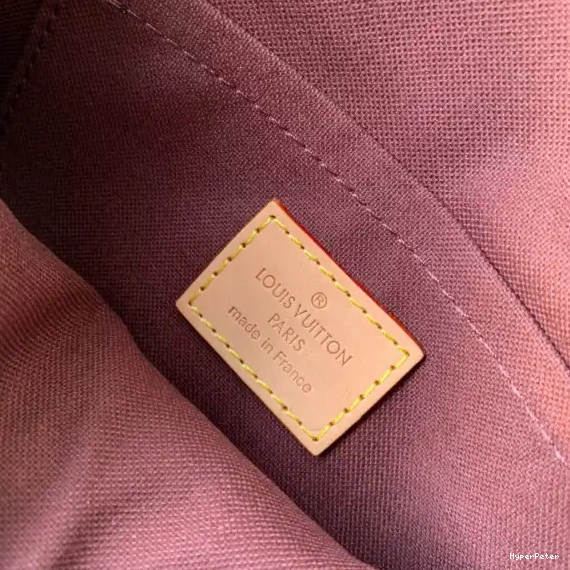 ®
LOUIS VUITTON
PARIS
made in France
HyperPeter